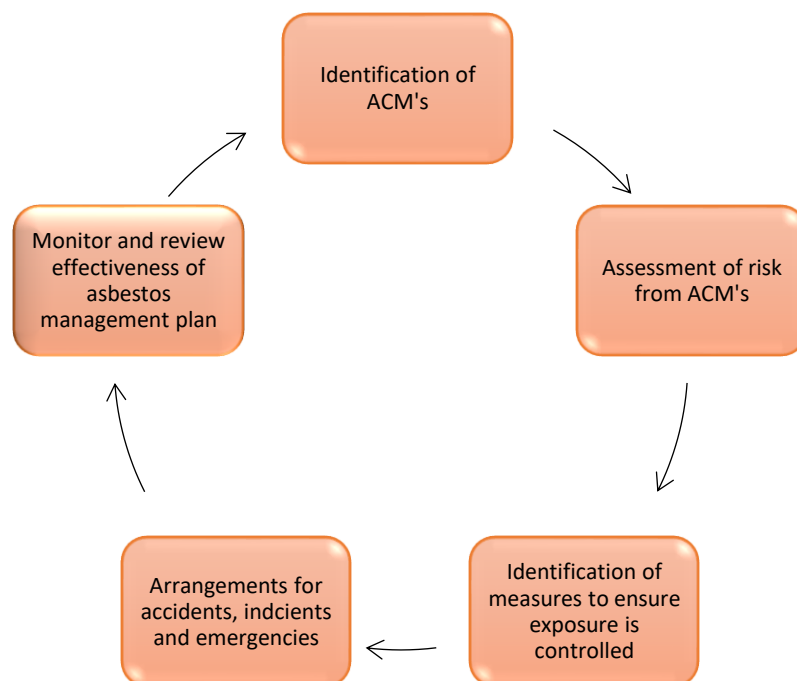 Identification of
ACM's
Assessment of risk
from ACM's
Identification of
measures to ensure
exposure is
controlled
Arrangements for
accidents, indcients
and emergencies
Monitor and review
effectiveness of
asbestos
management plan